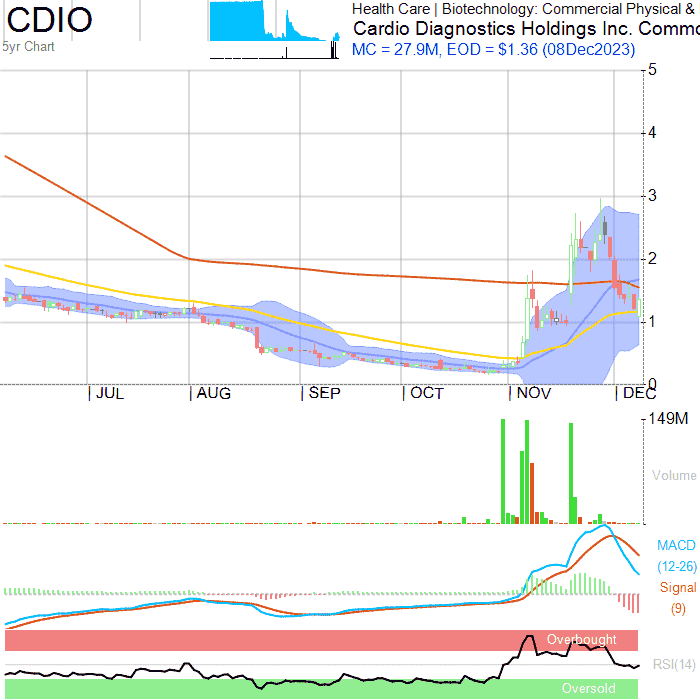 CDIO
5yr Chart
Health Care | Biotechnology: Commercial Physical &
Cardio Diagnostics Holdings Inc. Commo
MC = 27.9M, EOD = $1.36 (08Dec2023)
5
4
3
2
1
0
JUL
AUG
SEP
OCT
NOV
DEC
149M
Volume
MACD
(12-26)
Signal
(9)
Overbought
RSI(14)
Oversold